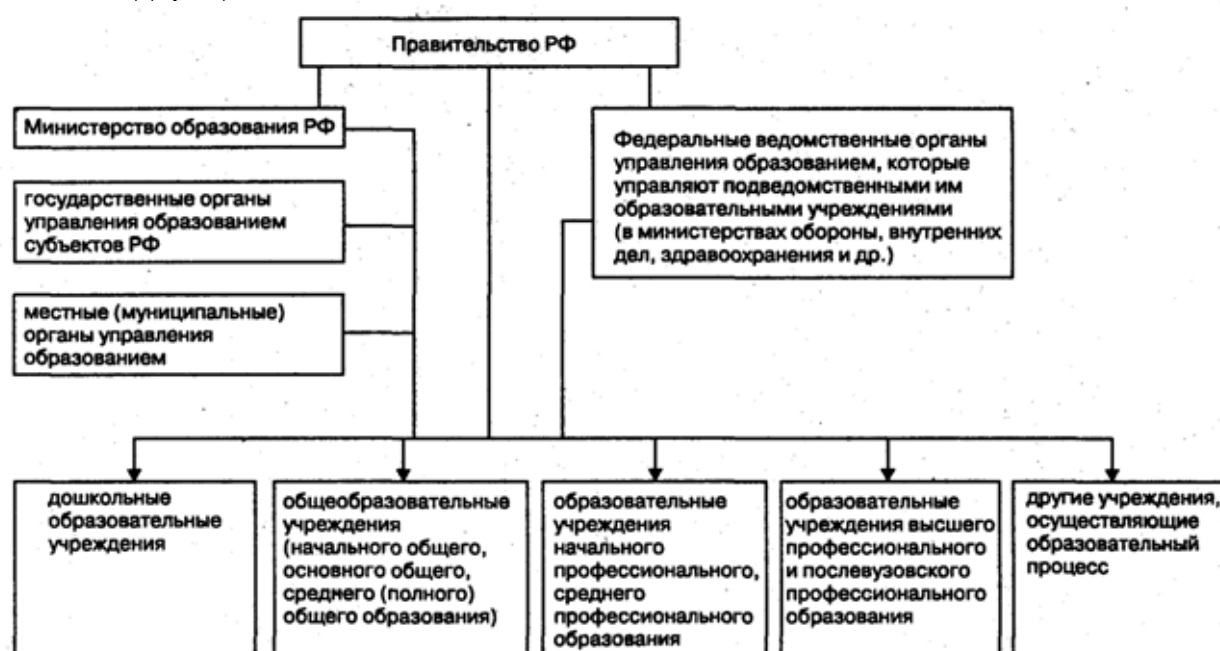 Правительство РФ
Министерство образования РФ
государственные органы
управления образованием
субъектов РФ
местные (муниципальные)
органы управления
образованием
Федеральные ведомственные органы
управления образованием, которые
управляют подведомственными им
образовательными учреждениями
(в министерствах обороны, внутренних
дел, здравоохранения и др.)
дошкольные
образовательные
учреждения
общеобразовательные
учреждения
(начального общего,
основного общего,
среднего (полного)
общего образования)
образовательные
учреждения
начального
профессионального,
среднего
профессионального
образования
образовательные
учреждения высшего
профессионального
и послевузовского
профессионального
образования
другие учреждения,
осуществляющие
образовательный
процесс